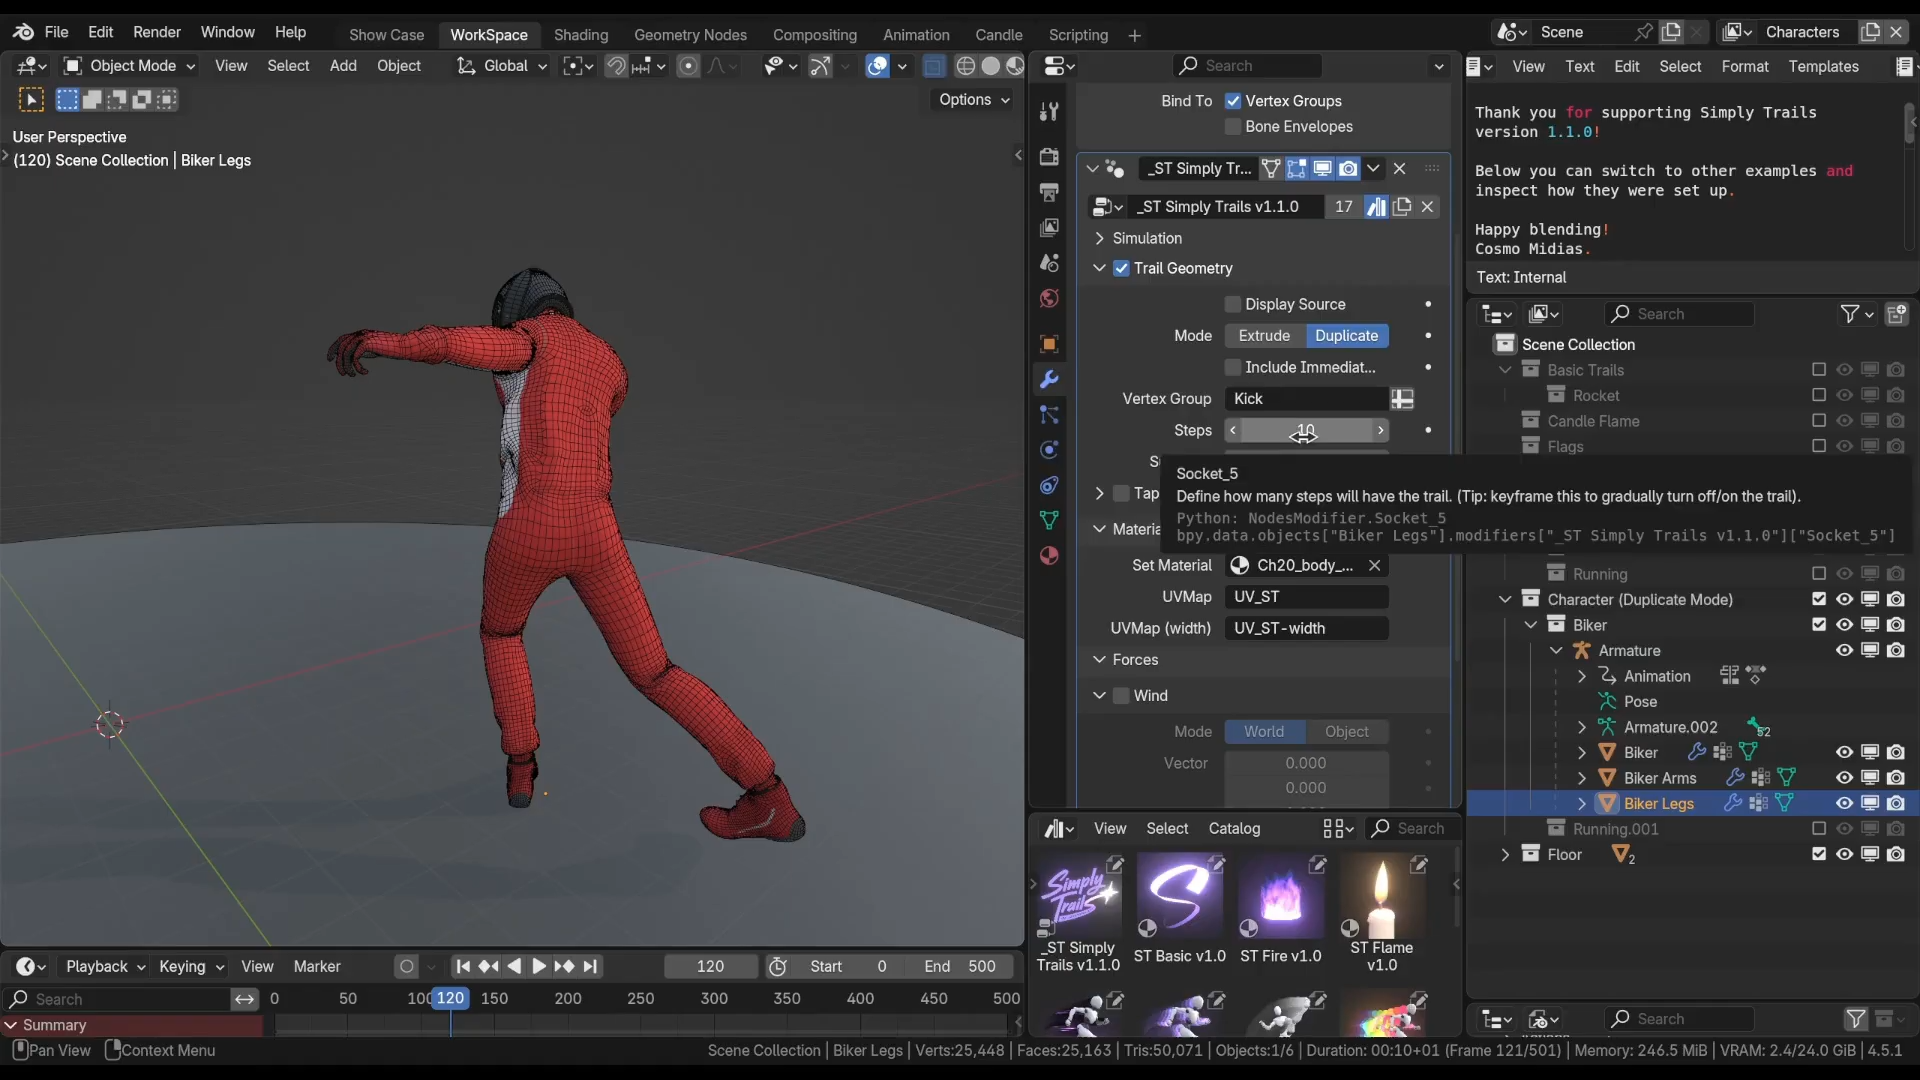 File Edit Render Window Help
Show Case WorkSpace Shading Geometry Nodes Compositing Animation Candle Scripting
Scene
Characters
Object Mode View Select Add Object Global
Options
User Perspective
(120) Scene Collection | Biker Legs
Search
Bind To Vertex Groups
Bone Envelopes
_ST Simply Tr...
_ST Simply Trails v1.1.0 17
Simulation
Trail Geometry
Display Source
Mode Extrude Duplicate
Include Immediat...
Vertex Group Kick
Steps 10
Socket_5
Define how many steps will have the trail. (Tip: keyframe this to gradually turn off/on the trail).
Python: NodesModifier.Socket_5
bpy.data.objects["Biker Legs"].modifiers["_ST Simply Trails v1.1.0"]["Socket_5"]
Tap
Materia
Set Material Ch20_body_...
UVMap UV_ST
UVMap (width) UV_ST-width
Forces
Wind
Mode World Object
Vector 0.000
0.000
View Select Catalog Search
_ST Simply Trails v1.1.0
ST Basic v1.0
ST Fire v1.0
ST Flame v1.0
View Text Edit Select Format Templates
Thank you for supporting Simply Trails
version 1.1.0!
Below you can switch to other examples and
inspect how they were set up.
Happy blending!
Cosmo Midias.
Text: Internal
Search
Scene Collection
Basic Trails
Rocket
Candle Flame
Flags
Running
Character (Duplicate Mode)
Biker
Armature
Animation
Pose
Armature.002 52
Biker
Biker Arms
Biker Legs
Running.001
Floor 2
Search
Playback Keying View Marker 120 Start 0 End 500
Search 0 50 100 120 150 200 250 300 350 400 450 500
Summary
Pan View Context Menu
Scene Collection | Biker Legs | Verts:25,448 | Faces:25,163 | Tris:50,071 | Objects:1/6 | Duration: 00:10+01 (Frame 121/501) | Memory: 246.5 MiB | VRAM: 2.4/24.0 GiB | 4.5.1